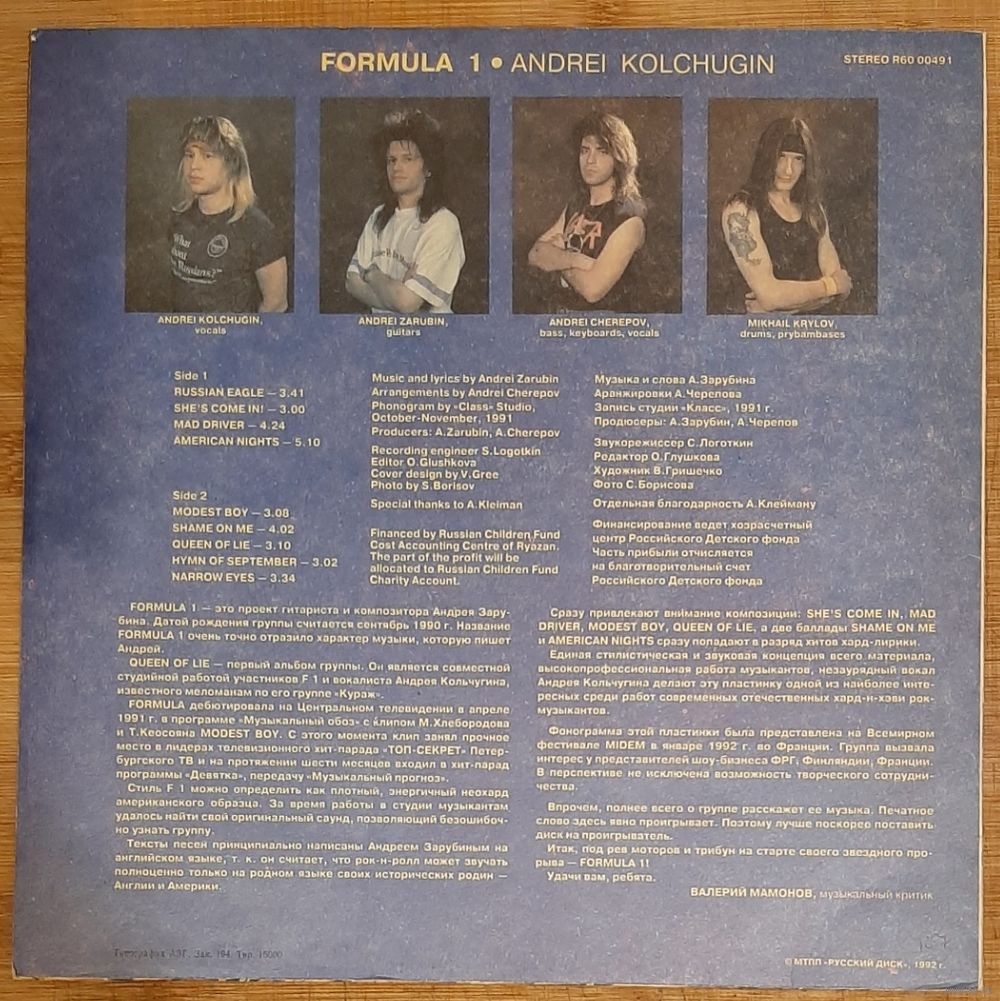 FORMULA 1 • ANDREI KOLCHUGIN
STEREO R60 00491
What
about
Russians?"
ANDREI KOLCHUGIN,
vocals
ANDREI ZARUBIN,
guitars
ANDREI CHEREPOV,
bass, keyboards, vocals
MIKHAIL KRYLOV,
drums, prybambases
Side 1
RUSSIAN EAGLE — 3.41
SHE'S COME IN! — 3.00
MAD DRIVER — 4.24
AMERICAN NIGHTS — 5.10
Side 2
MODEST BOY — 3.08
SHAME ON ME — 4.02
QUEEN OF LIE — 3.10
HYMN OF SEPTEMBER — 3.02
NARROW EYES — 3.34
Music and lyrics by Andrei Zarubin
Arrangements by Andrei Cherepov
Phonogram by «Class» Studio,
October-November, 1991
Producers: A.Zarubin, A.Cherepov
Recording engineer S.Logotkin
Editor O.Glushkova
Cover design by V.Gree
Photo by S.Borisov
Special thanks to A.Kleiman
Financed by Russian Children Fund
Cost Accounting Centre of Ryazan.
The part of the profit will be
allocated to Russian Children Fund
Charity Account.
Музыка и слова А.Зарубина
Аранжировки А.Черепова
Запись студии «Класс», 1991 г.
Продюсеры: А.Зарубин, А.Черепов
Звукорежиссер С.Логоткин
Редактор О.Глушкова
Художник В.Гришечко
Фото С.Борисова
Отдельная благодарность А.Клейману
Финансирование ведет хозрасчетный
центр Российского Детского фонда
Часть прибыли отчисляется
на благотворительный счет
Российского Детского фонда
FORMULA 1 — это проект гитариста и композитора Андрея Зару-
бина. Датой рождения группы считается сентябрь 1990 г. Название
FORMULA 1 очень точно отразило характер музыки, которую пишет
Андрей.
QUEEN OF LIE — первый альбом группы. Он является совместной
студийной работой участников F 1 и вокалиста Андрея Кольчугина,
известного меломанам по его группе «Кураж».
FORMULA дебютировала на Центральном телевидении в апреле
1991 г. в программе «Музыкальный обоз» с клипом М.Хлебородова
и Т.Кеосояна MODEST BOY. С этого момента клип занял прочное
место в лидерах телевизионного хит-парада «ТОП-СЕКРЕТ» Петер-
бургского ТВ и на протяжении шести месяцев входил в хит-парад
программы «Девятка», передачу «Музыкальный прогноз».
Стиль F 1 можно определить как плотный, энергичный неохард
американского образца. За время работы в студии музыкантам
удалось найти свой оригинальный саунд, позволяющий безошибоч-
но узнать группу.
Тексты песен принципиально написаны Андреем Зарубиным на
английском языке, т. к. он считает, что рок-н-ролл может звучать
полноценно только на родном языке своих исторических родин —
Англии и Америки.
Сразу привлекают внимание композиции: SHE'S COME IN, MAD
DRIVER, MODEST BOY, QUEEN OF LIE, а две баллады SHAME ON ME
и AMERICAN NIGHTS сразу попадают в разряд хитов хард-лирики.
Единая стилистическая и звуковая концепция всего материала,
высокопрофессиональная работа музыкантов, незаурядный вокал
Андрея Кольчугина делают эту пластинку одной из наиболее инте-
ресных среди работ современных отечественных хард-н-хэви рок-
музыкантов.
Фонограмма этой пластинки была представлена на Всемирном
фестивале MIDEM в январе 1992 г. во Франции. Группа вызвала
интерес у представителей шоу-бизнеса ФРГ, Финляндии, Франции.
В перспективе не исключена возможность творческого сотрудни-
чества.
Впрочем, полнее всего о группе расскажет ее музыка. Печатное
слово здесь явно проигрывает. Поэтому лучше поскорее поставить
диск на проигрыватель.
Итак, под рев моторов и трибун на старте своего звездного про-
рыва — FORMULA 1!
Удачи вам, ребята.
ВАЛЕРИЙ МАМОНОВ, музыкальный критик
Типография АЗГ. Зак. 194. Тир. 15000
© МТПП «РУССКИЙ ДИСК», 1992 г.